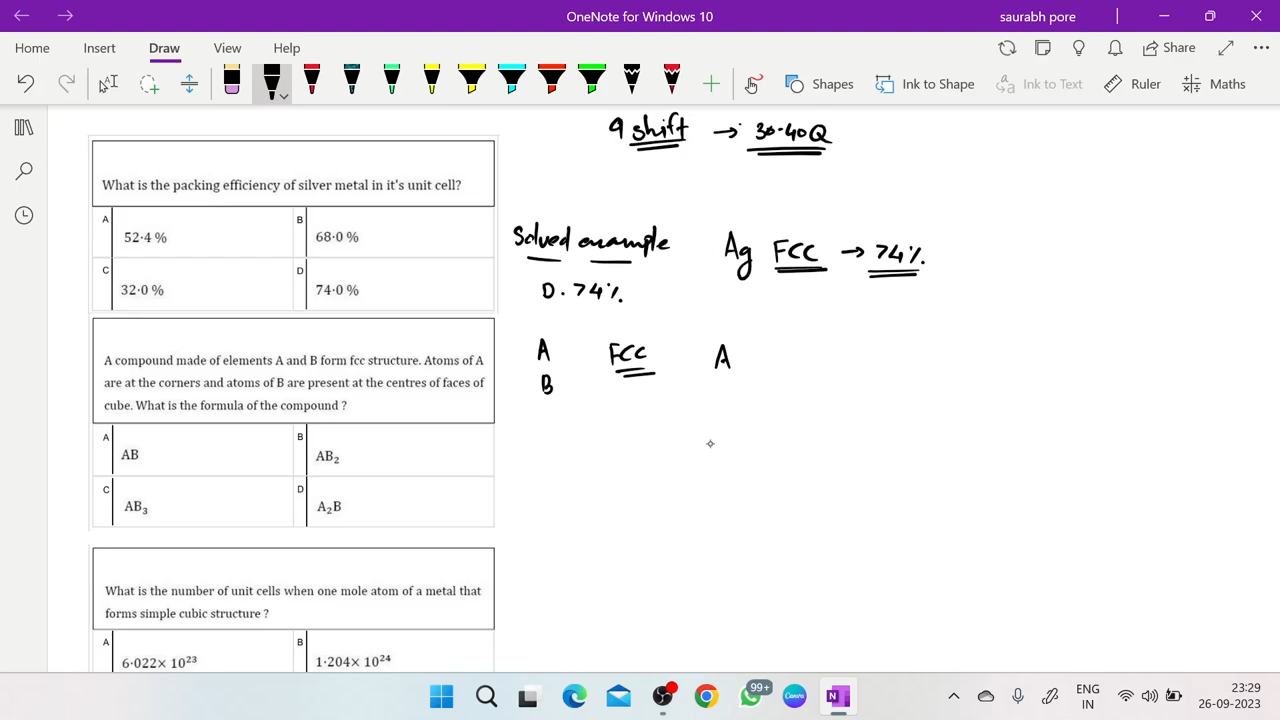 OneNote for Windows 10
saurabh pore
Home Insert Draw View Help
Share
Shapes
Ink to Shape
Ink to Text
Ruler
Maths
9 shift → 30-40Q
What is the packing efficiency of silver metal in it's unit cell?
A 52·4 %
B 68·0 %
C 32·0 %
D 74·0 %
Solved example
D. 74%.
Ag FCC → 74%.
A FCC A
B
A compound made of elements A and B form fcc structure. Atoms of A
are at the corners and atoms of B are present at the centres of faces of
cube. What is the formula of the compound ?
A AB
B AB₂
C AB₃
D A₂B
What is the number of unit cells when one mole atom of a metal that
forms simple cubic structure ?
A 6·022× 10²³
B 1·204× 10²⁴
99+
ENG
IN
23:29
26-09-2023